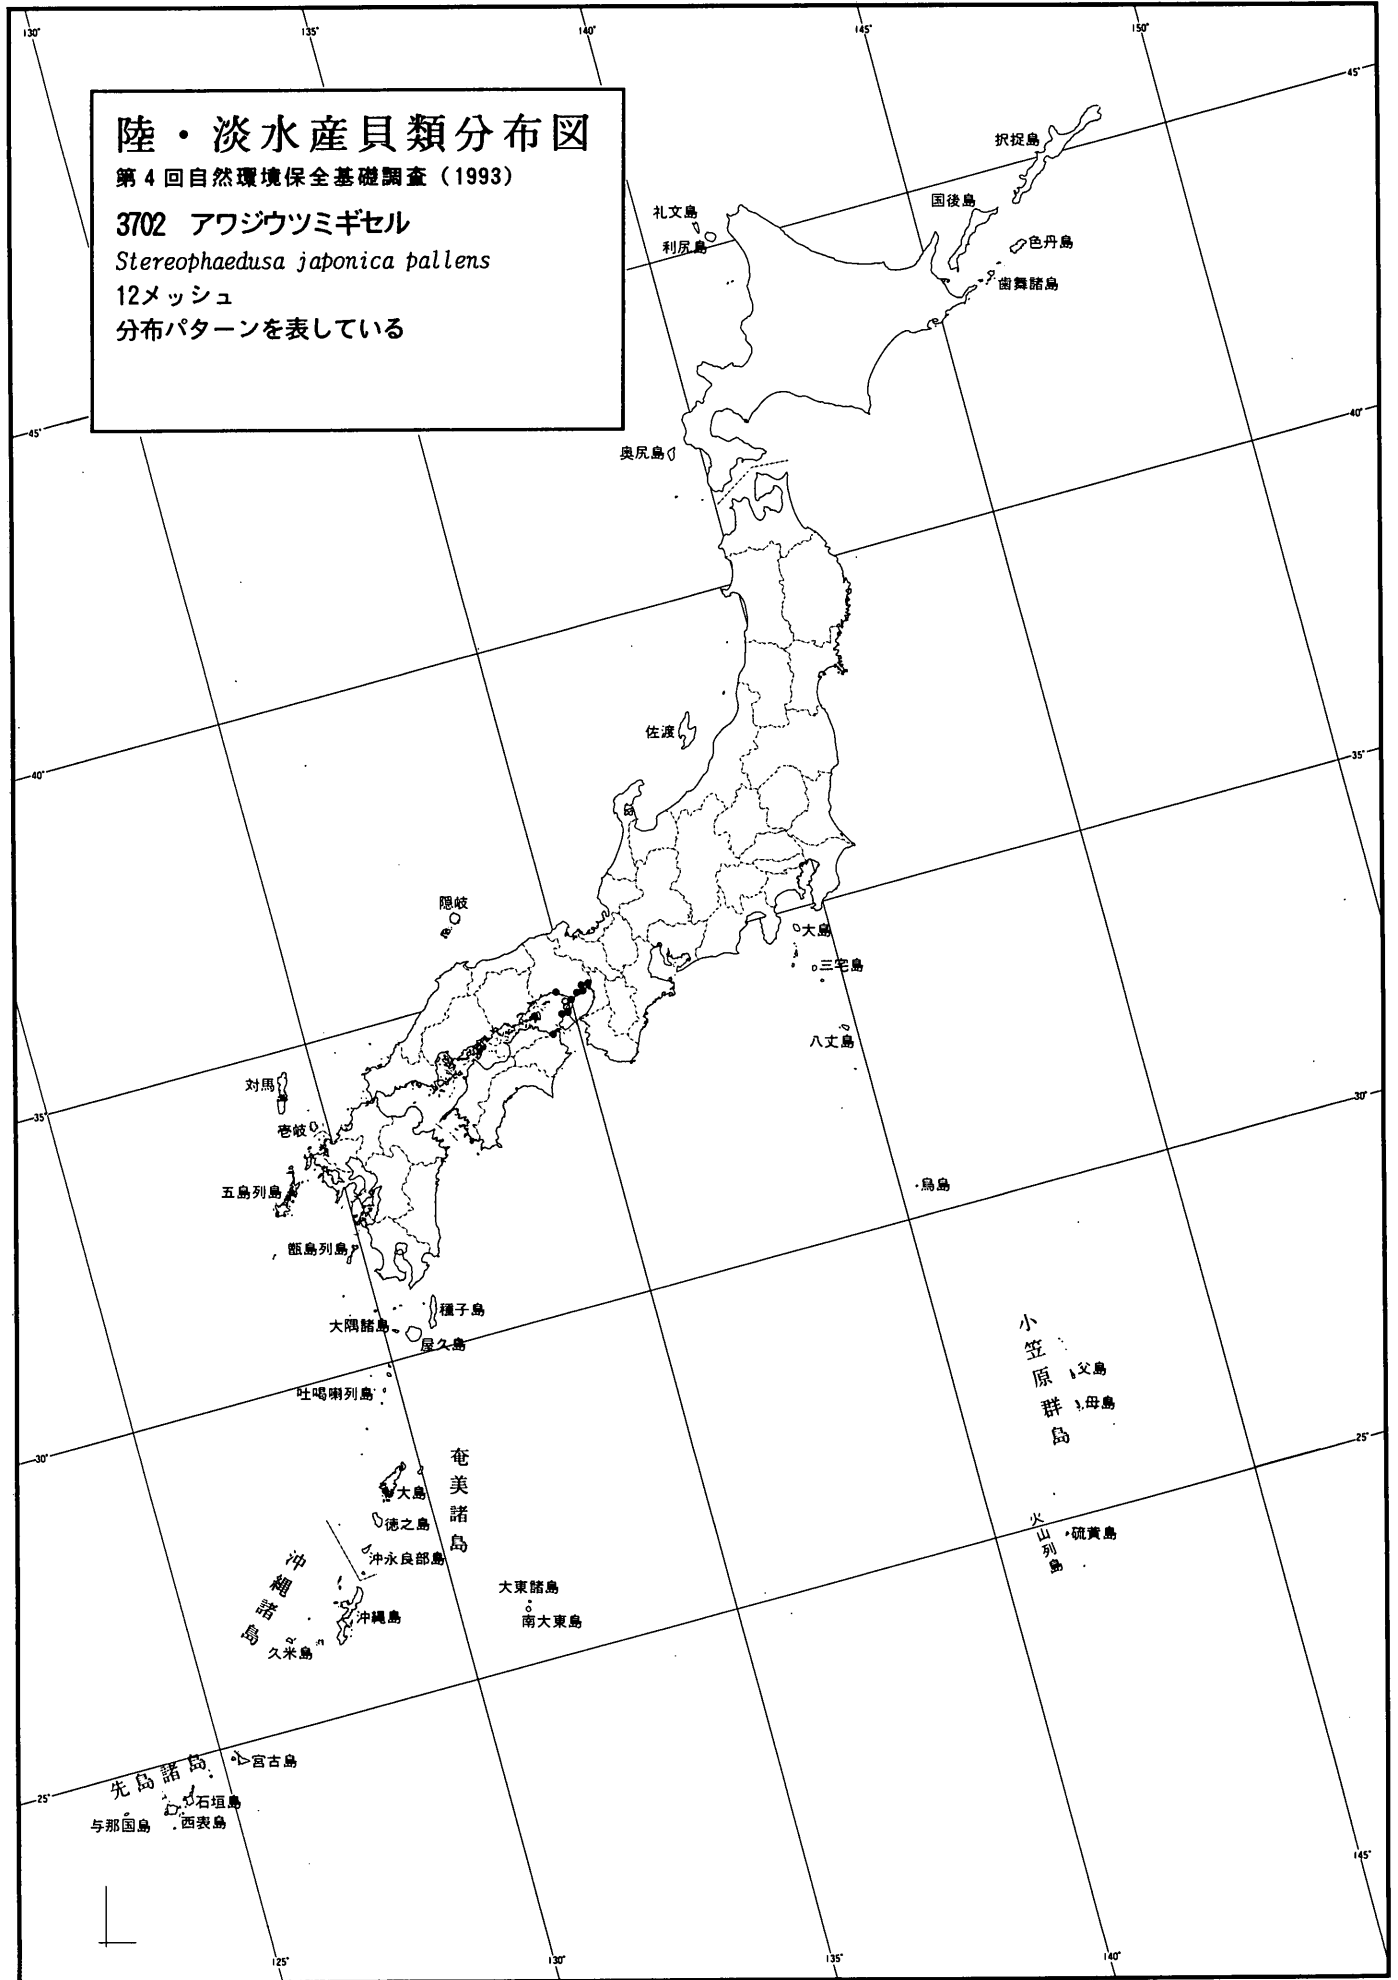 陸・淡水産貝類分布図
第4回自然環境保全基礎調査（1993）
3702 アワジウツミギセル
Stereophaedusa japonica pallens
12メッシュ
分布パターンを表している
130°
135°
140°
145°
150°
45°
択捉島
国後島
色丹島
歯舞諸島
礼文島
利尻島
奥尻島
45°
40°
佐渡
35°
40°
隠岐
大島
三宅島
八丈島
対馬
壱岐
五島列島
甑島列島
35°
30°
鳥島
種子島
大隅諸島
屋久島
吐喝喇列島
小笠原群島
父島
母島
25°
30°
奄美諸島
大島
徳之島
沖永良部島
火山列島
硫黄島
沖縄諸島
沖縄島
久米島
大東諸島
南大東島
先島諸島
宮古島
石垣島
西表島
与那国島
25°
145°
125°
130°
135°
140°